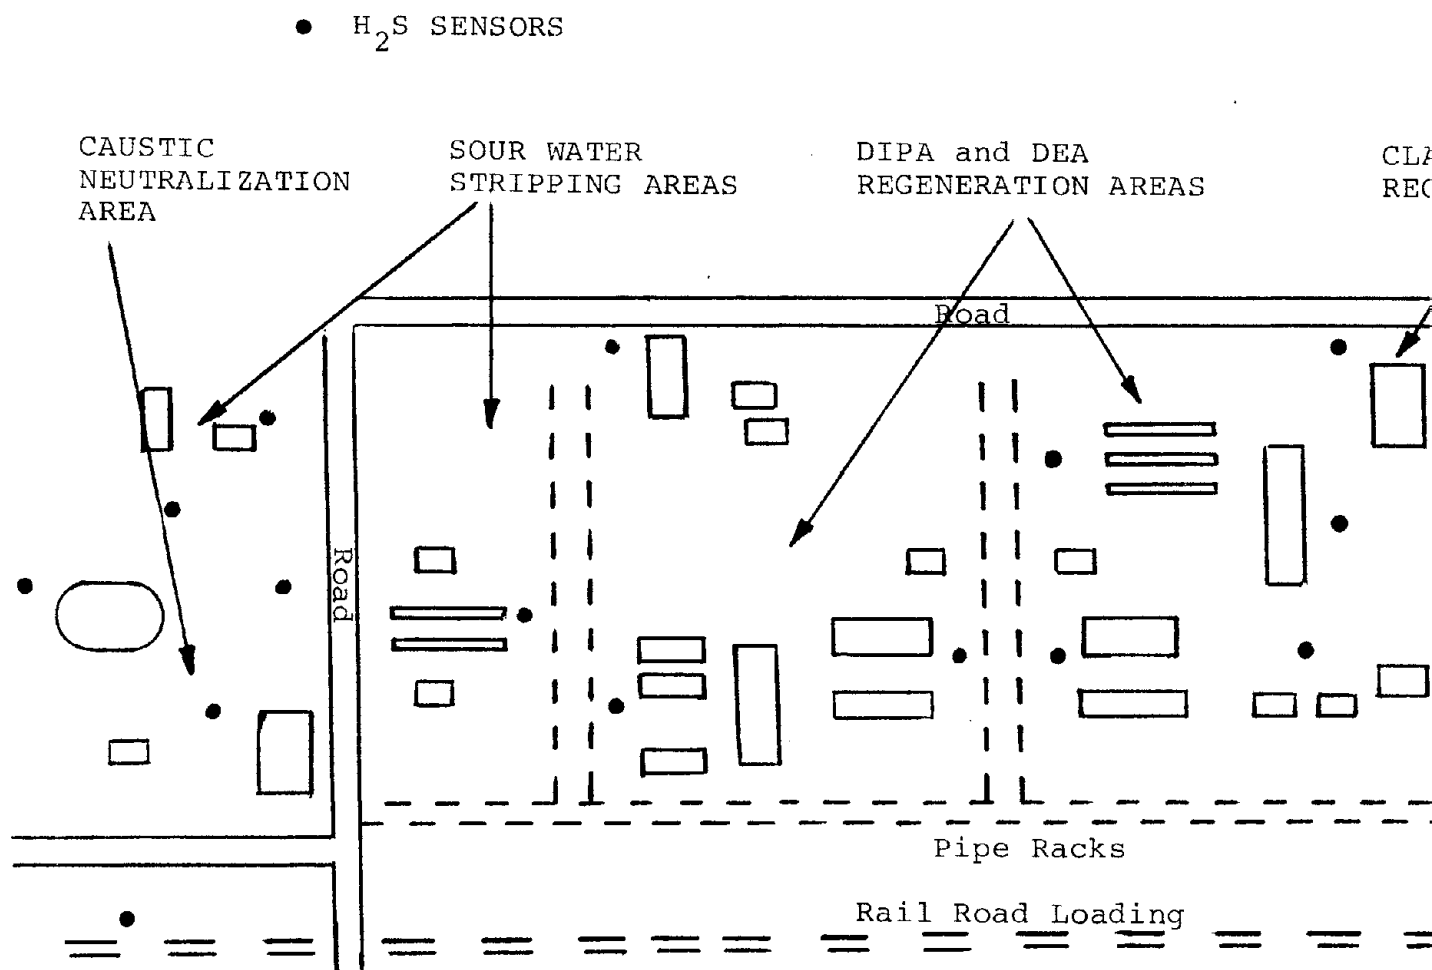 H₂S SENSORS
CAUSTIC
NEUTRALIZATION
AREA
SOUR WATER
STRIPPING AREAS
DIPA and DEA
REGENERATION AREAS
Road
Road
Pipe Racks
Rail Road Loading